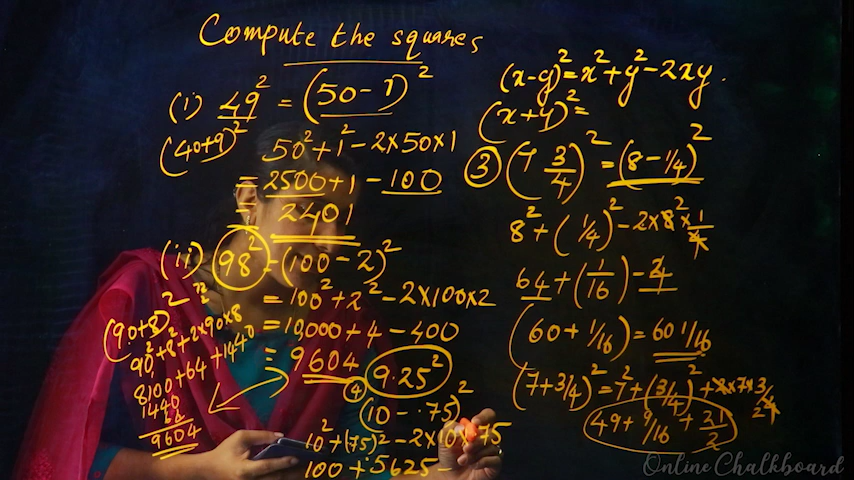 Compute the squares
(i) 49² = (50 - 1)²
(40+9)²
50² + 1² - 2×50×1
= 2500 + 1 - 100
= 2401
(ii) 98² = (100 - 2)²
= 100² + 2² - 2×100×2
= 10,000 + 4 - 400
= 9604
(90+8)²
90² + 8² + 2×90×8
8100 + 64 + 1440
1440
64
9604
④ 9.25²
(10 - .75)²
10² + (.75)² - 2×10×.75
100 + .5625 -
(x-y)² = x² + y² - 2xy.
(x+y)² =
③ (7 3/4)² = (8 - 1/4)²
8² + (1/4)² - 2×8×1/4
64 + (1/16) - 4
(60 + 1/16) = 60 1/16
(7 + 3/4)² = 7² + (3/4)² + 2×7×3/4
49 + 9/16 + 21/2
Online Chalkboard